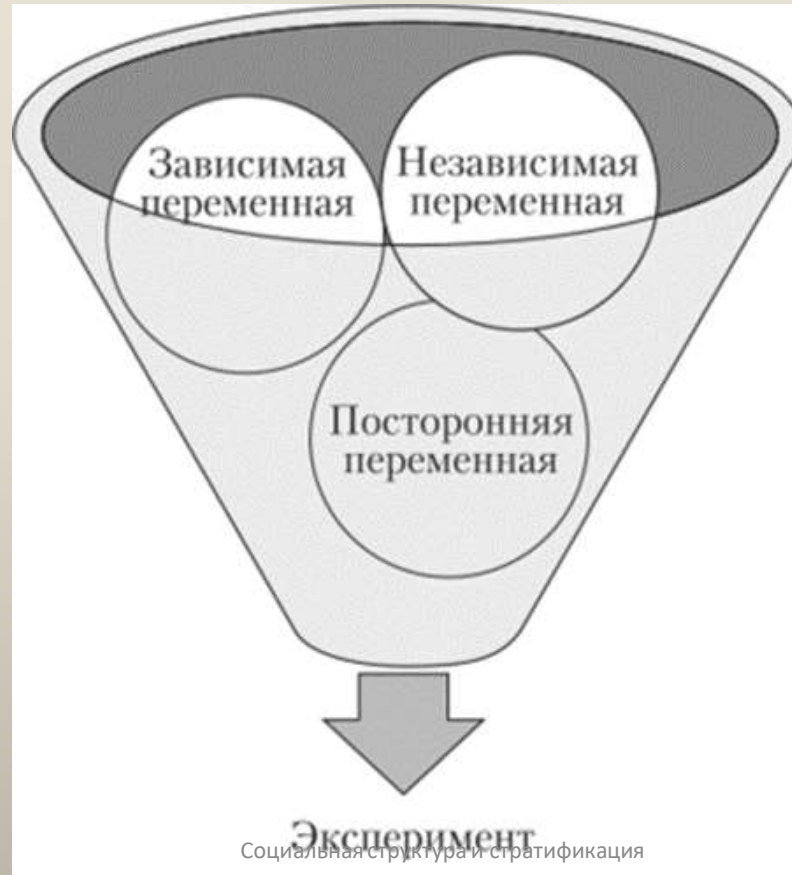 Зависимая
переменная
Независимая
переменная
Посторонняя
переменная
Эксперимент
Социальная структура и стратификация